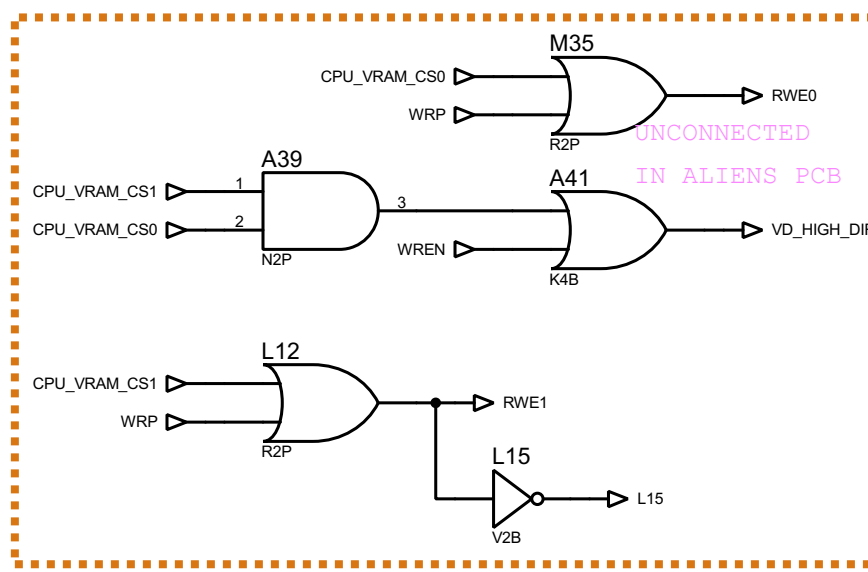 M35
CPU_VRAM_CS0
WRP
RWE0
R2P
UNCONNECTED
IN ALIENS PCB
A39
A41
CPU_VRAM_CS1
1
CPU_VRAM_CS0
2
3
N2P
WREN
VD_HIGH_DI
K4B
L12
CPU_VRAM_CS1
WRP
RWE1
R2P
L15
L15
V2B